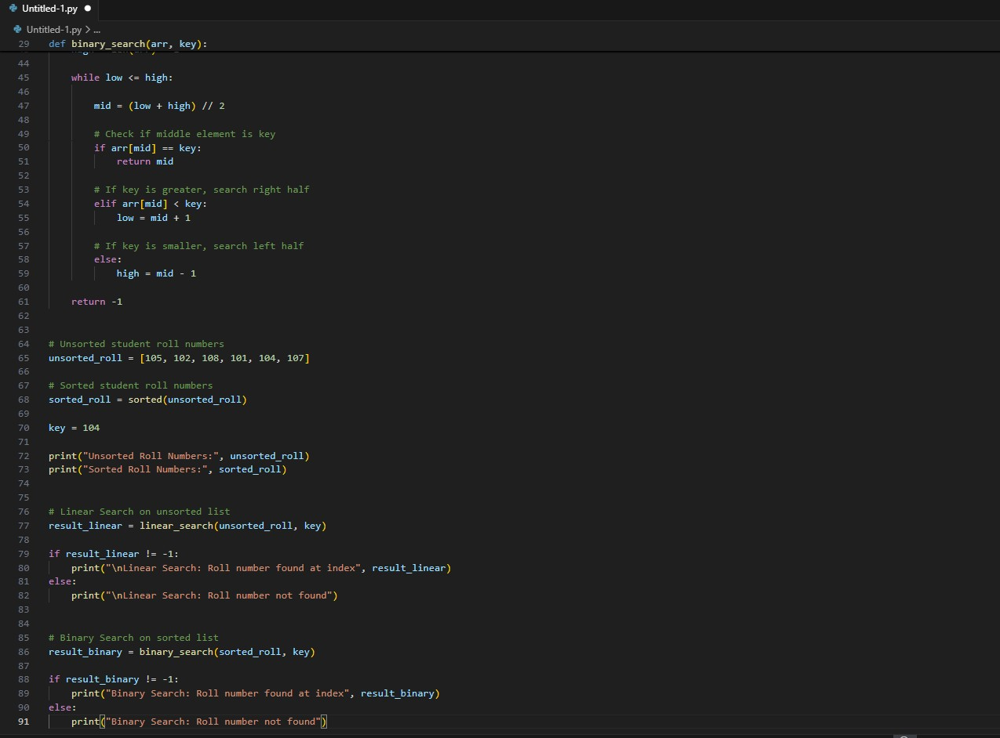 Untitled-1.py
Untitled-1.py > ...
29 def binary_search(arr, key):
44
45 while low <= high:
46
47 mid = (low + high) // 2
48
49 # Check if middle element is key
50 if arr[mid] == key:
51 return mid
52
53 # If key is greater, search right half
54 elif arr[mid] < key:
55 low = mid + 1
56
57 # If key is smaller, search left half
58 else:
59 high = mid - 1
60
61 return -1
62
63
64 # Unsorted student roll numbers
65 unsorted_roll = [105, 102, 108, 101, 104, 107]
66
67 # Sorted student roll numbers
68 sorted_roll = sorted(unsorted_roll)
69
70 key = 104
71
72 print("Unsorted Roll Numbers:", unsorted_roll)
73 print("Sorted Roll Numbers:", sorted_roll)
74
75
76 # Linear Search on unsorted list
77 result_linear = linear_search(unsorted_roll, key)
78
79 if result_linear != -1:
80 print("\nLinear Search: Roll number found at index", result_linear)
81 else:
82 print("\nLinear Search: Roll number not found")
83
84
85 # Binary Search on sorted list
86 result_binary = binary_search(sorted_roll, key)
87
88 if result_binary != -1:
89 print("Binary Search: Roll number found at index", result_binary)
90 else:
91 print("Binary Search: Roll number not found")